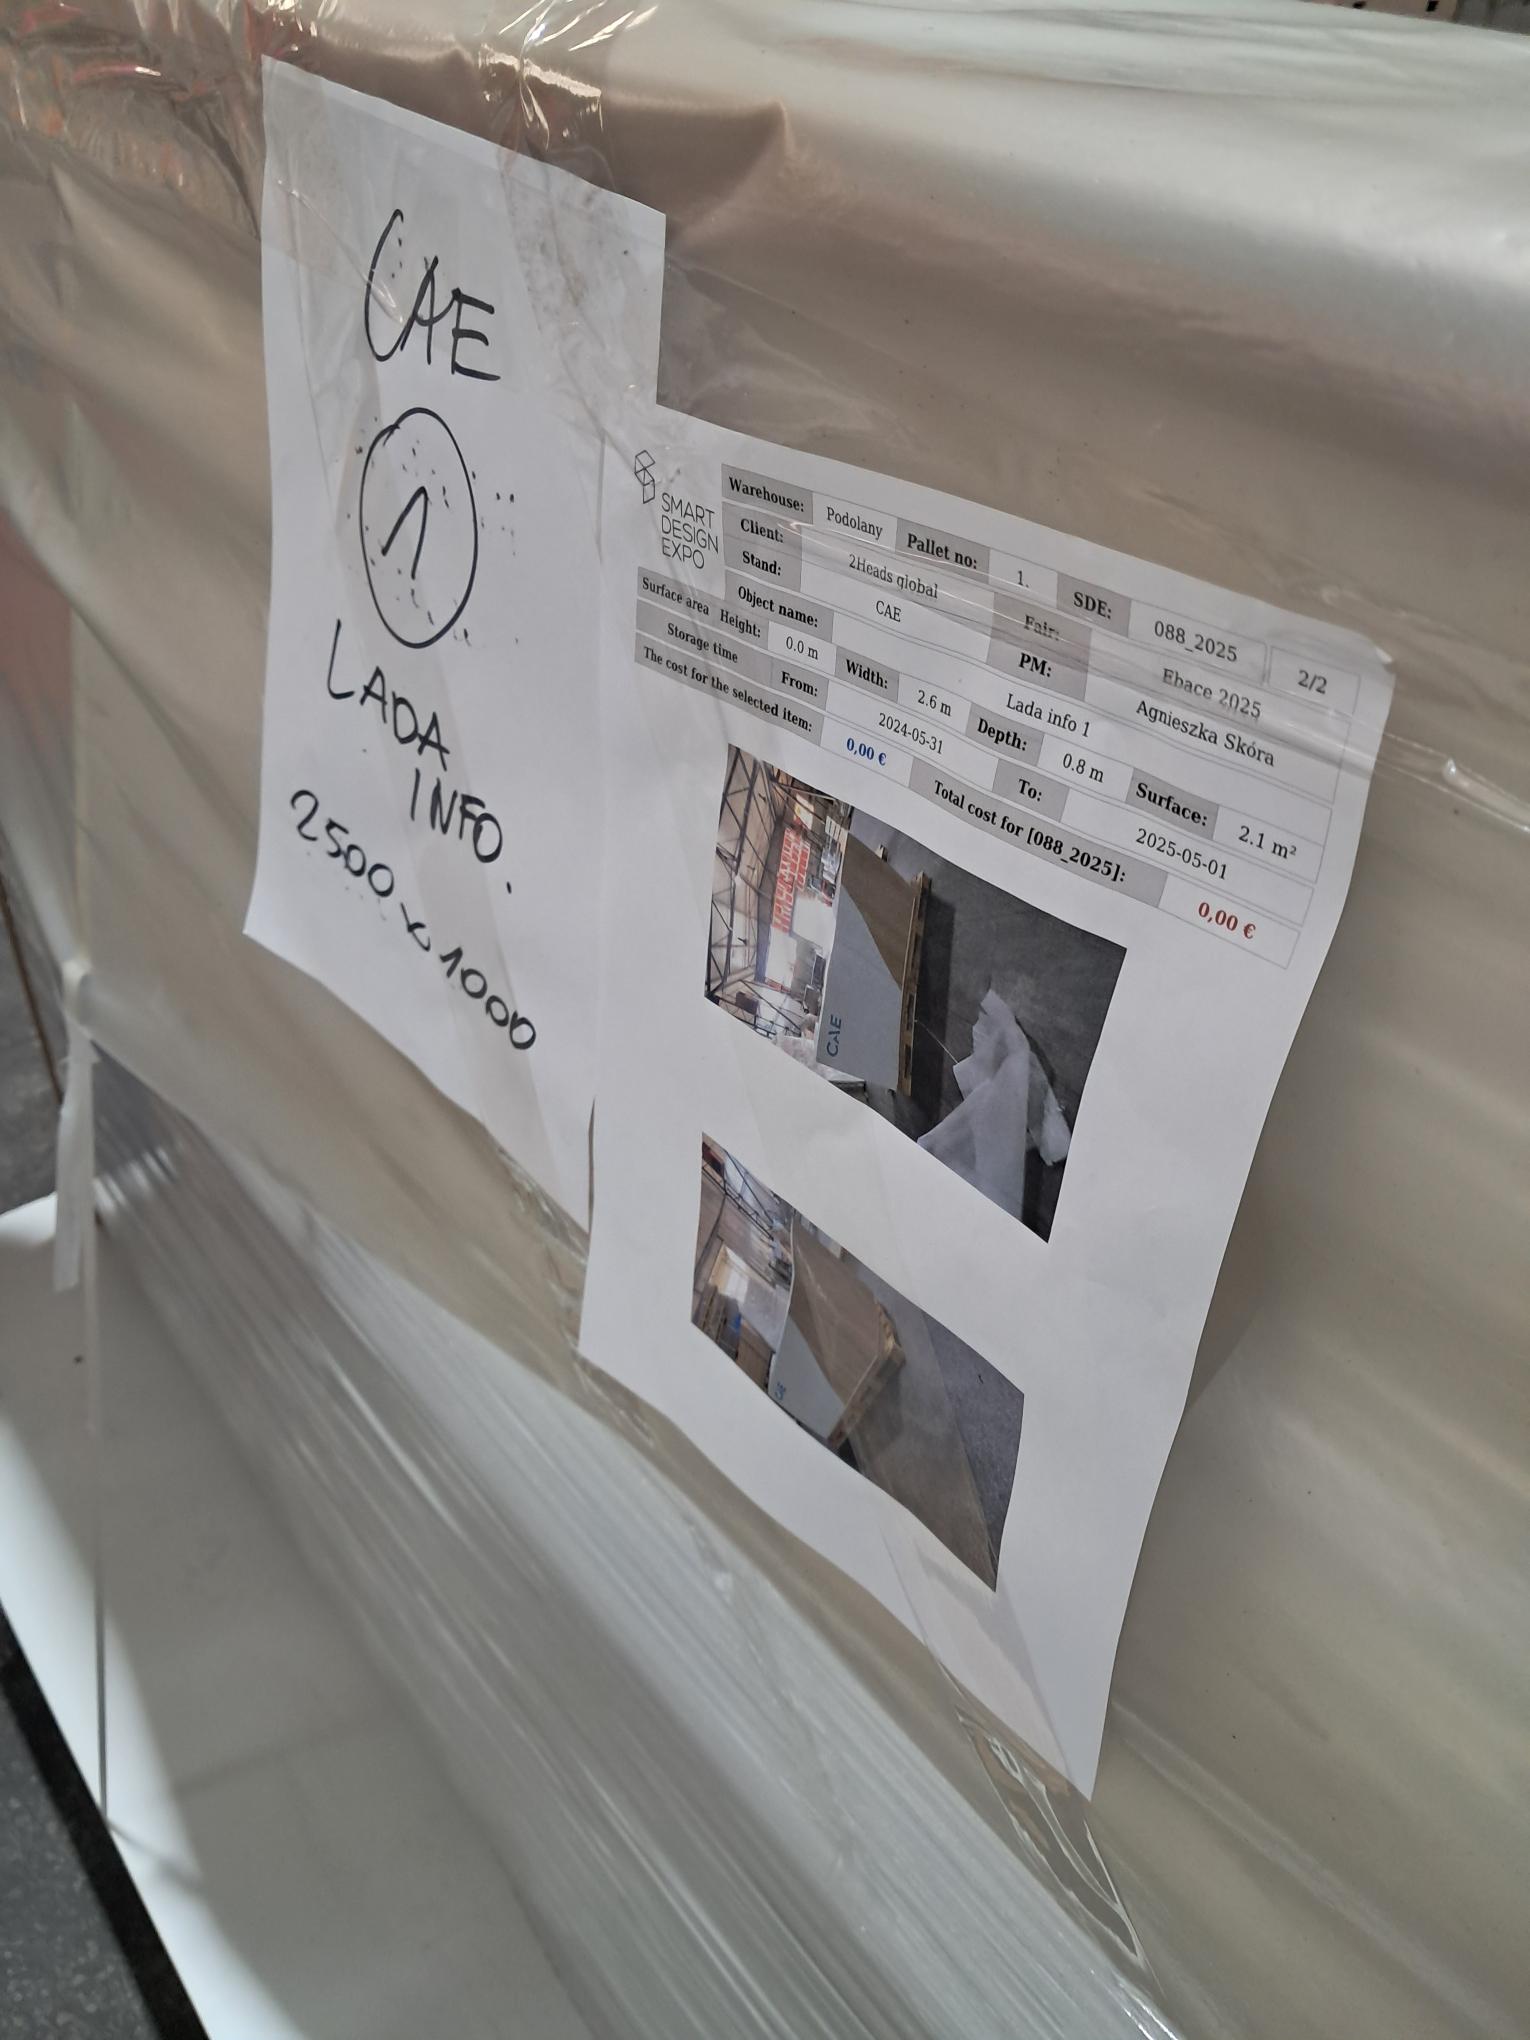 CAE
1
LADA
INFO.
2500 x 1000
SMART
DESIGN
EXPO
Warehouse: Podolany Pallet no: 1. SDE: 088_2025 2/2
Client: 2Heads global Fair: Ebace 2025
Stand: CAE PM: Agnieszka Skóra
Object name: Lada info 1
Surface area Height: 0.0 m Width: 2.6 m Depth: 0.8 m Surface: 2.1 m²
Storage time From: 2024-05-31 To: 2025-05-01
The cost for the selected item: 0,00 € Total cost for [088_2025]: 0,00 €
CAE